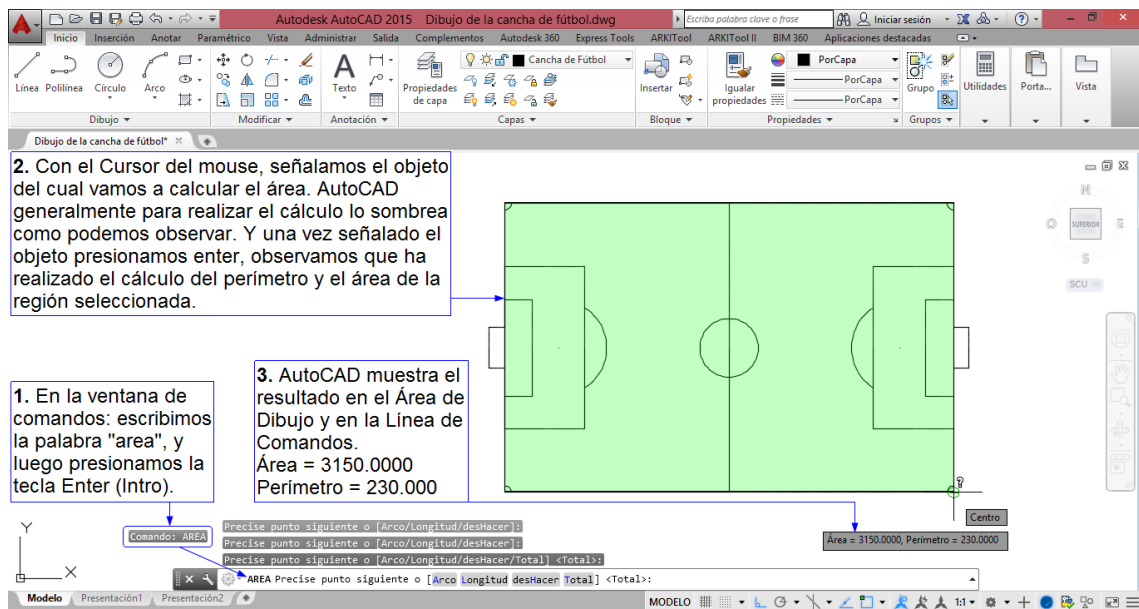 Autodesk AutoCAD 2015 Dibujo de la cancha de fútbol.dwg
Escriba palabra clave o frase
Iniciar sesión
Inicio Inserción Anotar Paramétrico Vista Administrar Salida Complementos Autodesk 360 Express Tools ARKITool ARKITool II BIM 360 Aplicaciones destacadas
Línea Polilínea Círculo Arco
Texto
Propiedades de capa
Cancha de Fútbol
Insertar
Igualar propiedades
PorCapa
PorCapa
PorCapa
Grupo
Utilidades
Porta...
Vista
Dibujo
Modificar
Anotación
Capas
Bloque
Propiedades
Grupos
Dibujo de la cancha de fútbol*
2. Con el Cursor del mouse, señalamos el objeto
del cual vamos a calcular el área. AutoCAD
generalmente para realizar el cálculo lo sombrea
como podemos observar. Y una vez señalado el
objeto presionamos enter, observamos que ha
realizado el cálculo del perímetro y el área de la
región seleccionada.
N
O SUPERIOR E
S
SCU
1. En la ventana de
comandos: escribimos
la palabra "area", y
luego presionamos la
tecla Enter (Intro).
3. AutoCAD muestra el
resultado en el Área de
Dibujo y en la Línea de
Comandos.
Área = 3150.0000
Perímetro = 230.000
Centro
Área = 3150.0000, Perímetro = 230.0000
Y
X
Comando: AREA
Precise punto siguiente o [Arco/Longitud/desHacer]:
Precise punto siguiente o [Arco/Longitud/desHacer]:
Precise punto siguiente o [Arco/Longitud/desHacer/Total] <Total>:
AREA Precise punto siguiente o [Arco Longitud desHacer Total] <Total>:
Modelo Presentación1 Presentación2
MODELO
1:1